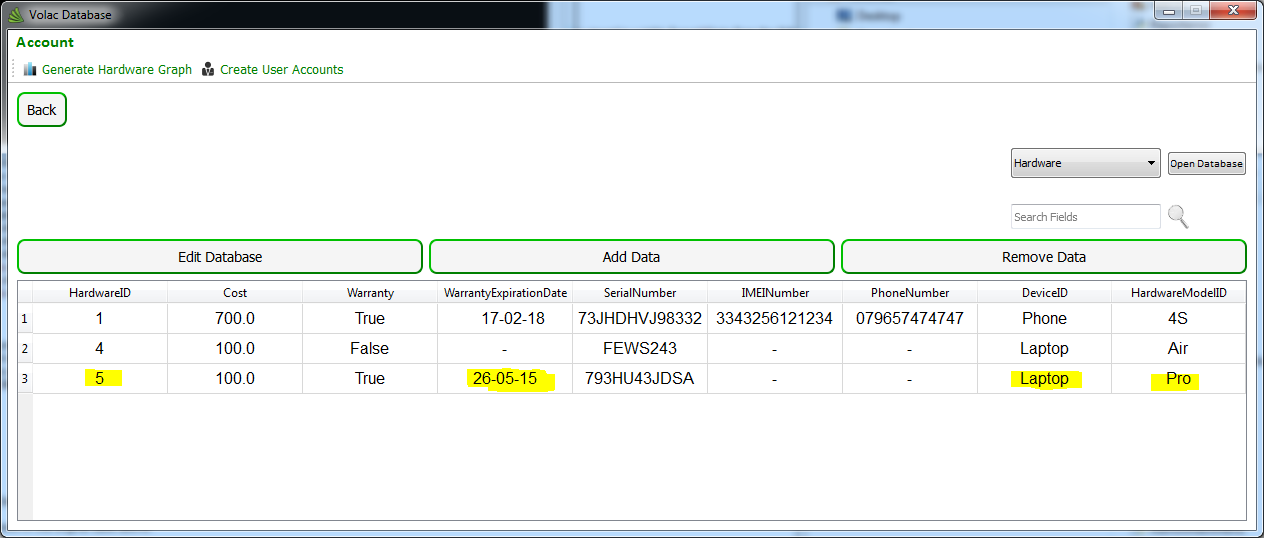 Volac Database
Desktop
Account
Generate Hardware Graph Create User Accounts
Back
Hardware Open Database
Search Fields
Edit Database Add Data Remove Data
HardwareID Cost Warranty WarrantyExpirationDate SerialNumber IMEINumber PhoneNumber DeviceID HardwareModelID
1 1 700.0 True 17-02-18 73JHDHVJ98332 3343256121234 079657474747 Phone 4S
2 4 100.0 False - FEWS243 - - Laptop Air
3 5 100.0 True 26-05-15 793HU43JDSA - - Laptop Pro